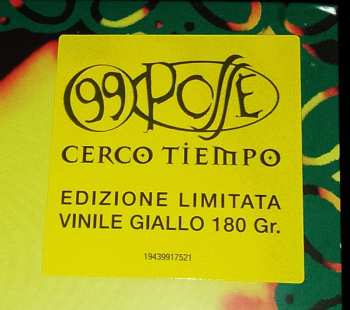 99 POSSE
CERCO TIEMPO
EDIZIONE LIMITATA
VINILE GIALLO 180 Gr.
19439917521